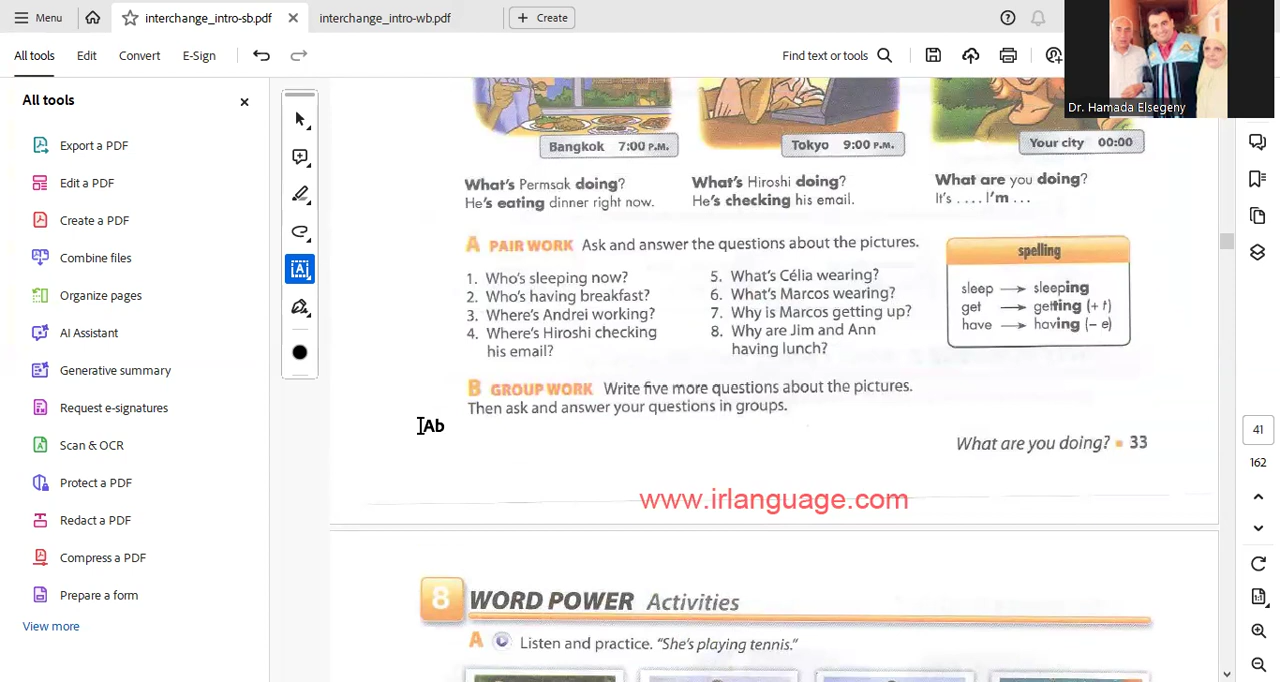 Menu
interchange_intro-sb.pdf
interchange_intro-wb.pdf
Create
All tools Edit Convert E-Sign
Find text or tools
Dr. Hamada Elsegeny
All tools
Export a PDF
Edit a PDF
Create a PDF
Combine files
Organize pages
AI Assistant
Generative summary
Request e-signatures
Scan & OCR
Protect a PDF
Redact a PDF
Compress a PDF
Prepare a form
View more
Bangkok 7:00 P.M.
Tokyo 9:00 P.M.
Your city 00:00
What's Permsak doing?
He's eating dinner right now.
What's Hiroshi doing?
He's checking his email.
What are you doing?
It's . . . . I'm . . .
A PAIR WORK Ask and answer the questions about the pictures.
1. Who's sleeping now?
2. Who's having breakfast?
3. Where's Andrei working?
4. Where's Hiroshi checking
his email?
5. What's Célia wearing?
6. What's Marcos wearing?
7. Why is Marcos getting up?
8. Why are Jim and Ann
having lunch?
spelling
sleep → sleeping
get → getting (+ t)
have → having (– e)
B GROUP WORK Write five more questions about the pictures.
Then ask and answer your questions in groups.
Ab
What are you doing? ▪ 33
www.irlanguage.com
8 WORD POWER Activities
A Listen and practice. "She's playing tennis."
41
162